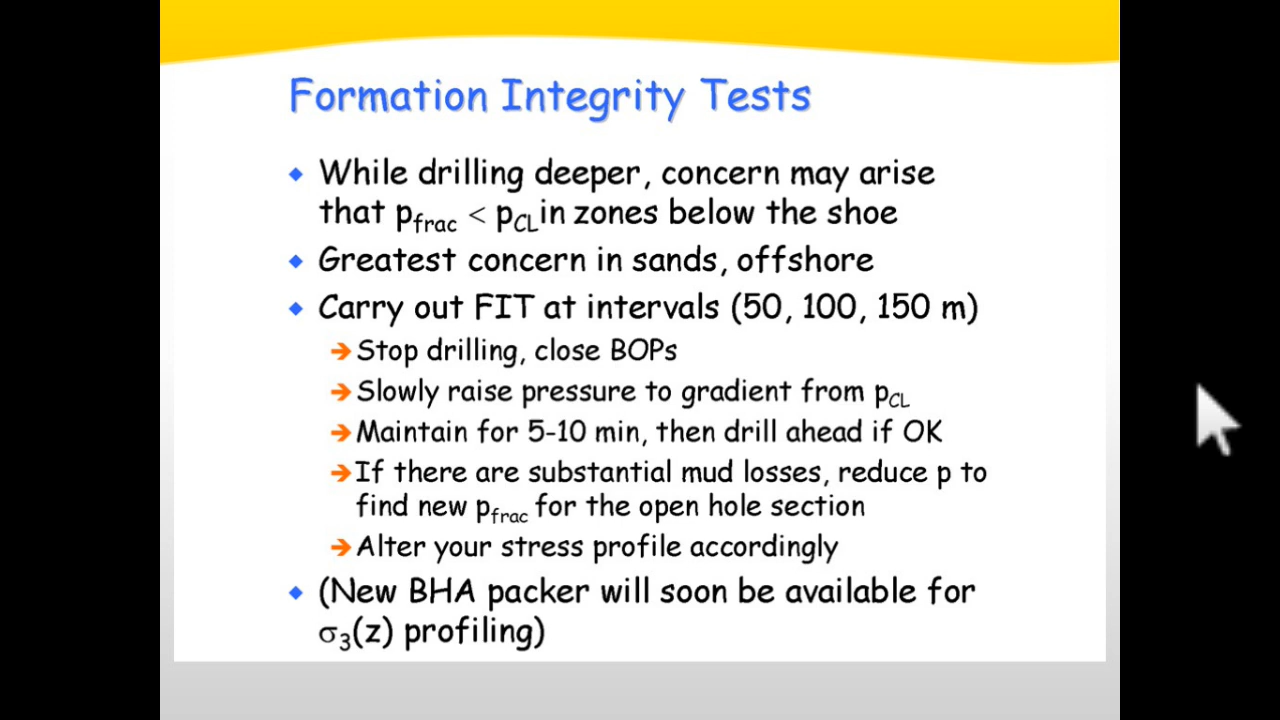 Formation Integrity Tests
While drilling deeper, concern may arise
that pfrac < pCL in zones below the shoe
Greatest concern in sands, offshore
Carry out FIT at intervals (50, 100, 150 m)
Stop drilling, close BOPs
Slowly raise pressure to gradient from pCL
Maintain for 5-10 min, then drill ahead if OK
If there are substantial mud losses, reduce p to
find new pfrac for the open hole section
Alter your stress profile accordingly
(New BHA packer will soon be available for
σ3(z) profiling)